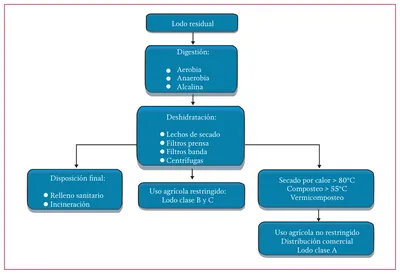 Lodo residual
Digestión:
Aerobia
Anaerobia
Alcalina
Deshidratación:
Lechos de secado
Filtros prensa
Filtros banda
Centrífugas
Disposición final:
Relleno sanitario
Incineración
Uso agrícola restringido:
Lodo clase B y C
Secado por calor > 80°C
Composteo > 55°C
Vermicomposteo
Uso agrícola no restringido
Distribución comercial
Lodo clase A